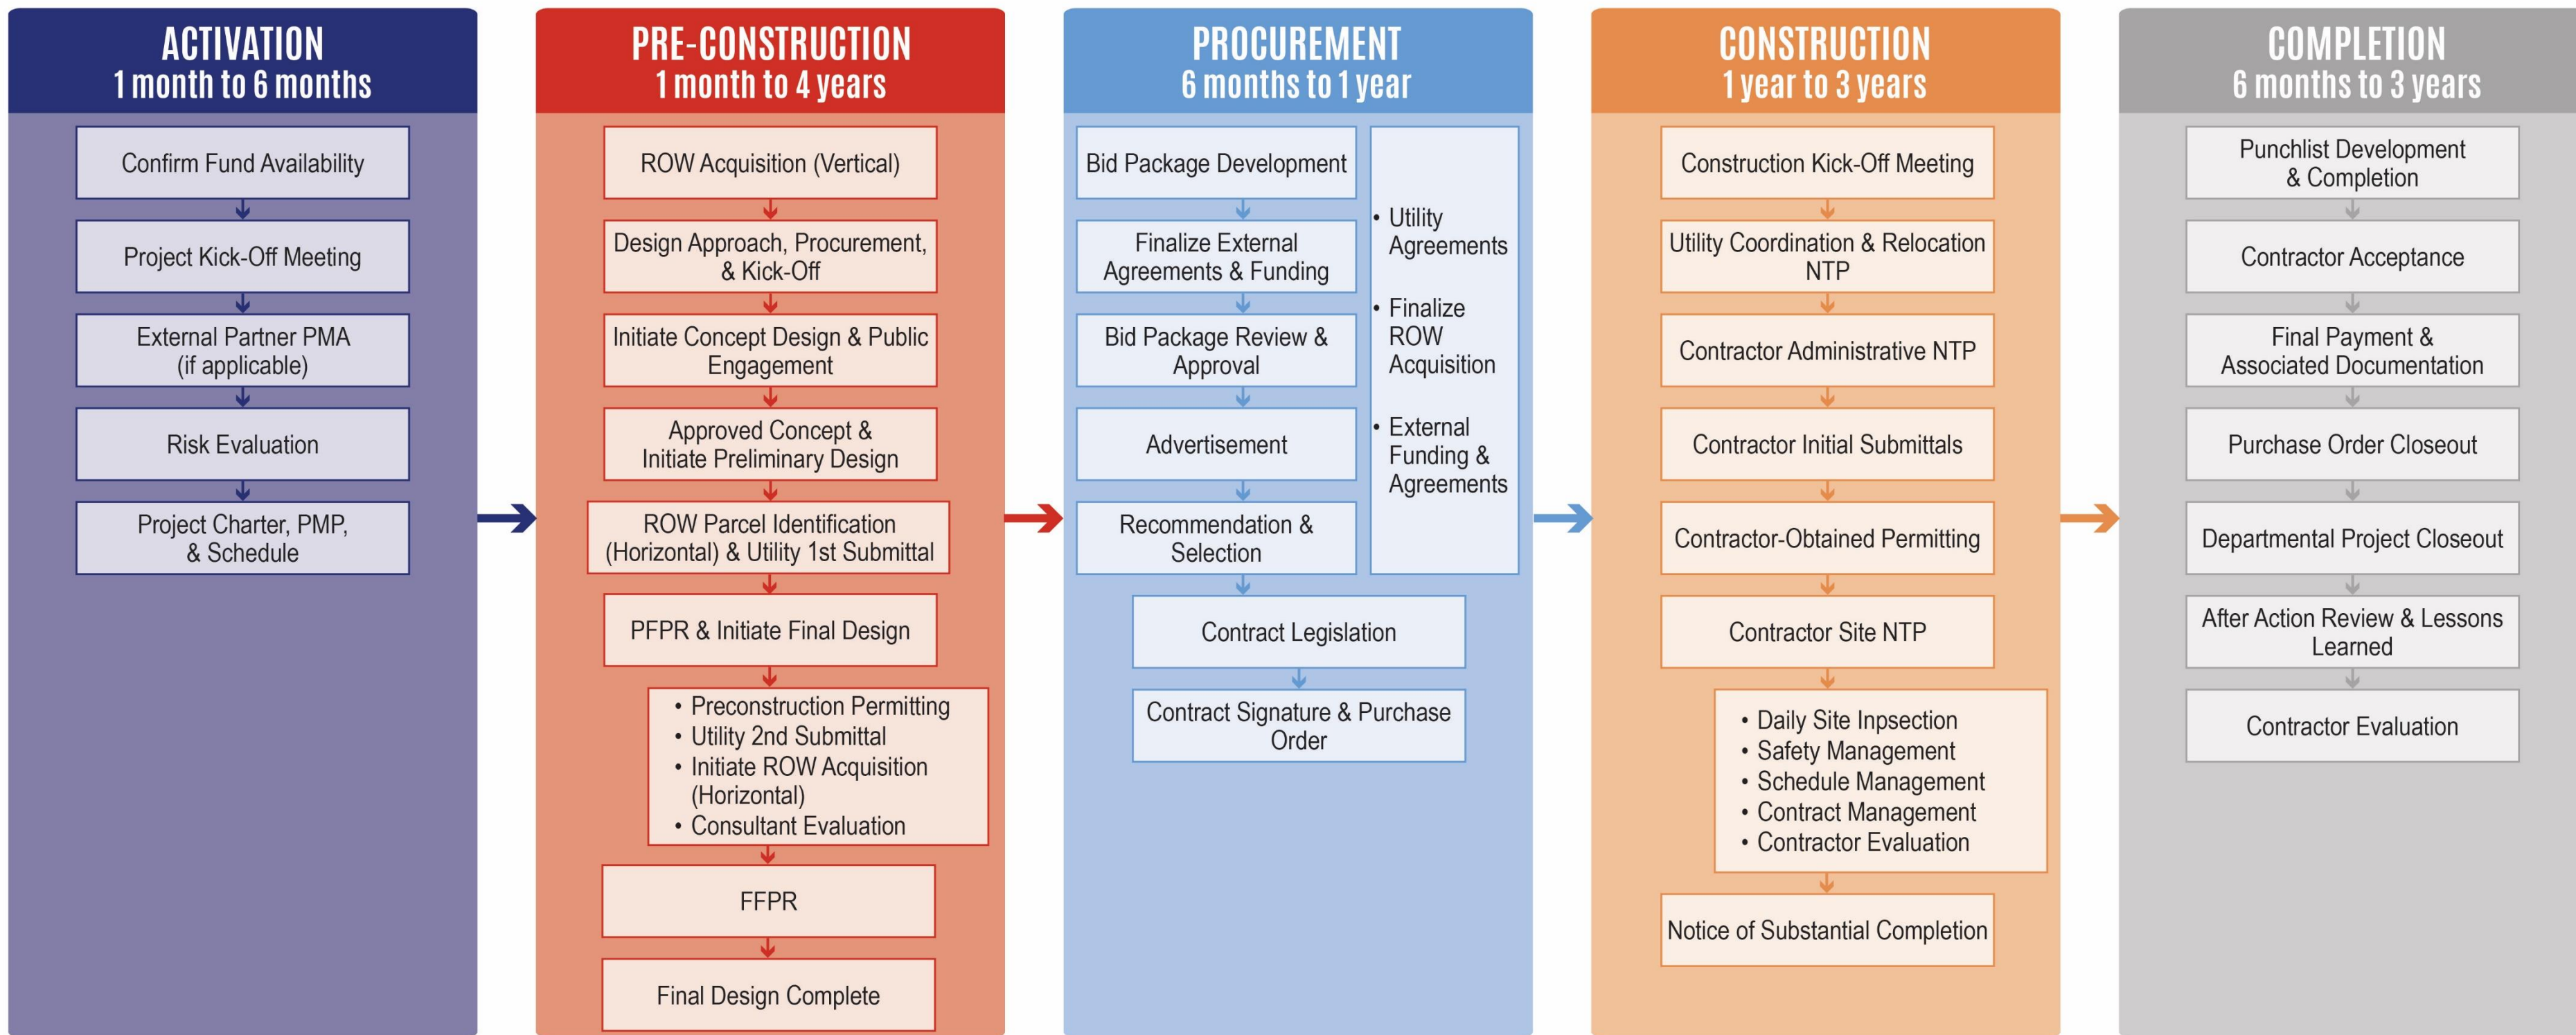 ACTIVATION
1 month to 6 months
Confirm Fund Availability
Project Kick-Off Meeting
External Partner PMA
(if applicable)
Risk Evaluation
Project Charter, PMP,
& Schedule
PRE-CONSTRUCTION
1 month to 4 years
ROW Acquisition (Vertical)
Design Approach, Procurement,
& Kick-Off
Initiate Concept Design & Public
Engagement
Approved Concept &
Initiate Preliminary Design
ROW Parcel Identification
(Horizontal) & Utility 1st Submittal
PFPR & Initiate Final Design
• Preconstruction Permitting
• Utility 2nd Submittal
• Initiate ROW Acquisition
(Horizontal)
• Consultant Evaluation
FFPR
Final Design Complete
PROCUREMENT
6 months to 1 year
Bid Package Development
Finalize External
Agreements & Funding
Bid Package Review &
Approval
Advertisement
Recommendation &
Selection
• Utility
Agreements
• Finalize
ROW
Acquisition
• External
Funding &
Agreements
Contract Legislation
Contract Signature & Purchase
Order
CONSTRUCTION
1 year to 3 years
Construction Kick-Off Meeting
Utility Coordination & Relocation
NTP
Contractor Administrative NTP
Contractor Initial Submittals
Contractor-Obtained Permitting
Contractor Site NTP
• Daily Site Inpsection
• Safety Management
• Schedule Management
• Contract Management
• Contractor Evaluation
Notice of Substantial Completion
COMPLETION
6 months to 3 years
Punchlist Development
& Completion
Contractor Acceptance
Final Payment &
Associated Documentation
Purchase Order Closeout
Departmental Project Closeout
After Action Review & Lessons
Learned
Contractor Evaluation